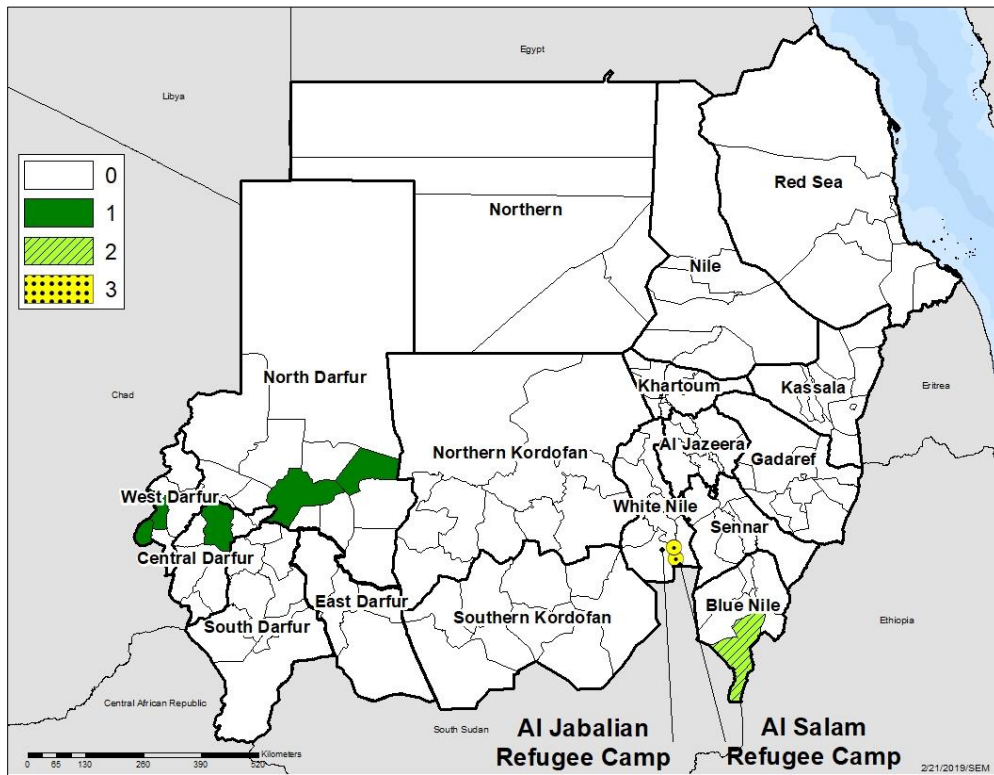 Egypt
Libya
0
1
2
3
Red Sea
Northern
Nile
North Darfur
Khartoum
Kassala
Chad
Eritrea
Al Jazeera
Northern Kordofan
Gadaref
West Darfur
White Nile
Sennar
Central Darfur
East Darfur
Blue Nile
South Darfur
Southern Kordofan
Ethiopia
Central African Republic
South Sudan
Al Jabalian
Refugee Camp
Al Salam
Refugee Camp
Kilometers
0 65 130 260 390 520
2/21/2019/SEM